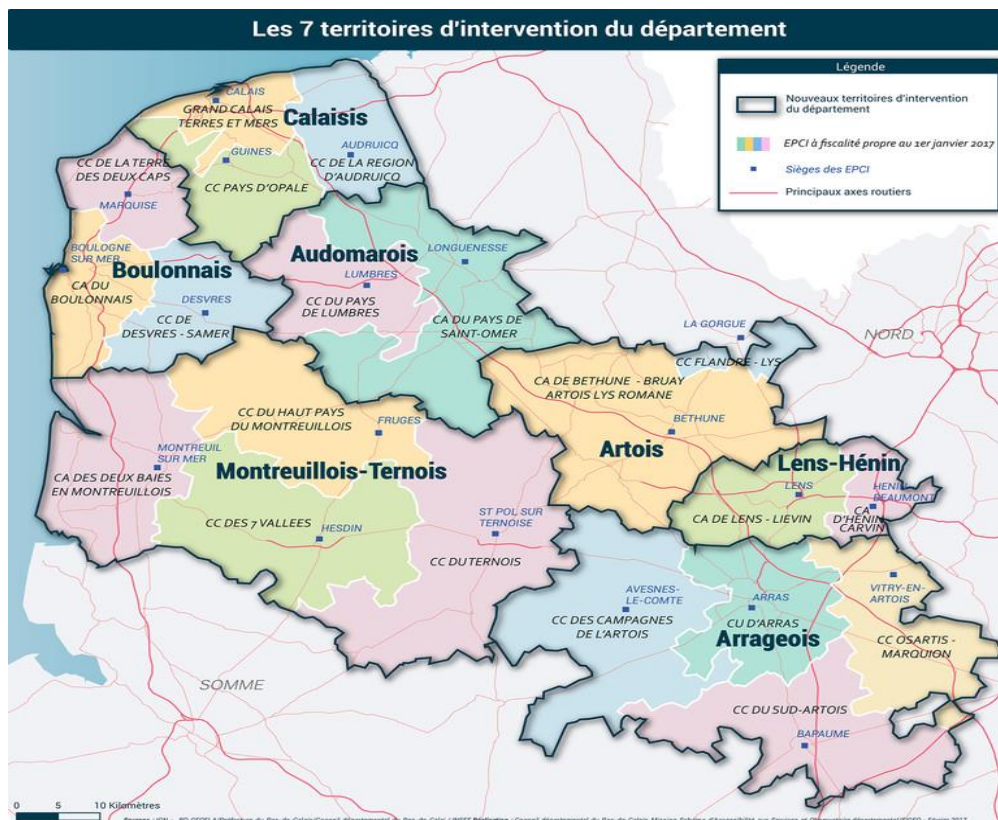 Les 7 territoires d'intervention du département
Légende
Nouveaux territoires d'intervention
du département
EPCI à fiscalité propre au 1er janvier 2017
Sièges des EPCI
Principaux axes routiers
CALAIS
GRAND CALAIS
TERRES ET MERS
Calaisis
GUINES
AUDRUICQ
CC DE LA REGION
D'AUDRUICQ
CC DE LA TERRE
DES DEUX CAPS
CC PAYS D'OPALE
MARQUISE
BOULOGNE
SUR MER
Boulonnais
CA DU
BOULONNAIS
DESVRES
CC DE
DESVRES - SAMER
Audomarois
LONGUENESSE
LUMBRES
CC DU PAYS
DE LUMBRES
CA DU PAYS DE
SAINT-OMER
LA GORGUE
NORD
CC FLANDRE - LYS
CA DE BETHUNE - BRUAY
ARTOIS LYS ROMANE
BETHUNE
Artois
CC DU HAUT PAYS
DU MONTREUILLOIS
FRUGES
MONTREUIL
SUR MER
Montreuillois-Ternois
CA DES DEUX BAIES
EN MONTREUILLOIS
CC DES 7 VALLEES
HESDIN
ST POL SUR
TERNOISE
CC DU TERNOIS
Lens-Hénin
LENS
HENIN
BEAUMONT
CA DE LENS - LIEVIN
CA
D'HENIN
CARVIN
AVESNES-
LE-COMTE
CC DES CAMPAGNES
DE L'ARTOIS
ARRAS
CU D'ARRAS
Arrageois
VITRY-EN-
ARTOIS
CC OSARTIS -
MARQUION
CC DU SUD-ARTOIS
BAPAUME
SOMME
0 5 10 Kilomètres